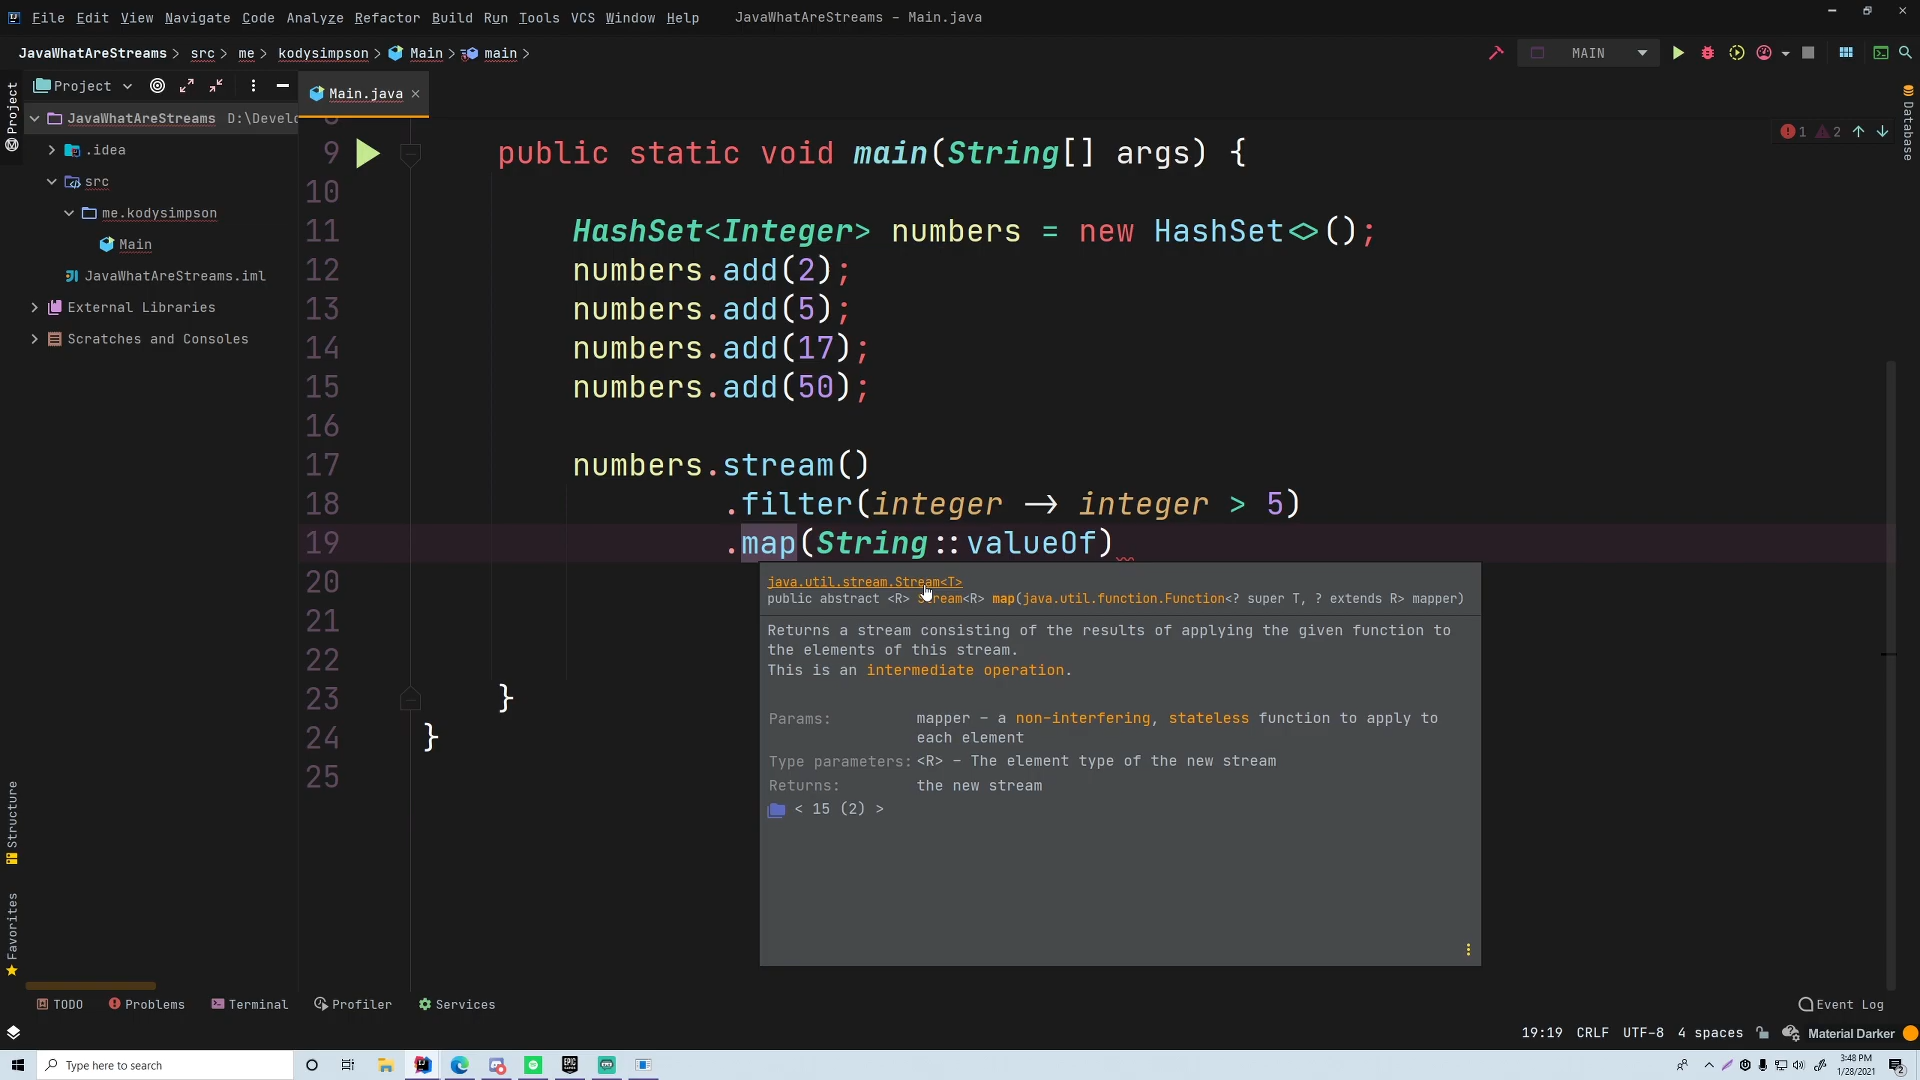 File Edit View Navigate Code Analyze Refactor Build Run Tools VCS Window Help JavaWhatAreStreams - Main.java
JavaWhatAreStreams > src > me > kodysimpson > Main > main >
MAIN
Project
Main.java
JavaWhatAreStreams D:\Develo
.idea
src
me.kodysimpson
Main
JavaWhatAreStreams.iml
External Libraries
Scratches and Consoles
Project
Structure
Favorites
Database
1 2
9 public static void main(String[] args) {
10
11 HashSet<Integer> numbers = new HashSet<>();
12 numbers.add(2);
13 numbers.add(5);
14 numbers.add(17);
15 numbers.add(50);
16
17 numbers.stream()
18 .filter(integer -> integer > 5)
19 .map(String::valueOf)
20
21
22
23 }
24 }
25
java.util.stream.Stream<T>
public abstract <R> Stream<R> map(java.util.function.Function<? super T, ? extends R> mapper)
Returns a stream consisting of the results of applying the given function to
the elements of this stream.
This is an intermediate operation.
Params: mapper – a non-interfering, stateless function to apply to
each element
Type parameters: <R> – The element type of the new stream
Returns: the new stream
< 15 (2) >
TODO Problems Terminal Profiler Services Event Log
19:19 CRLF UTF-8 4 spaces Material Darker
Type here to search
3:48 PM
1/28/2021
2